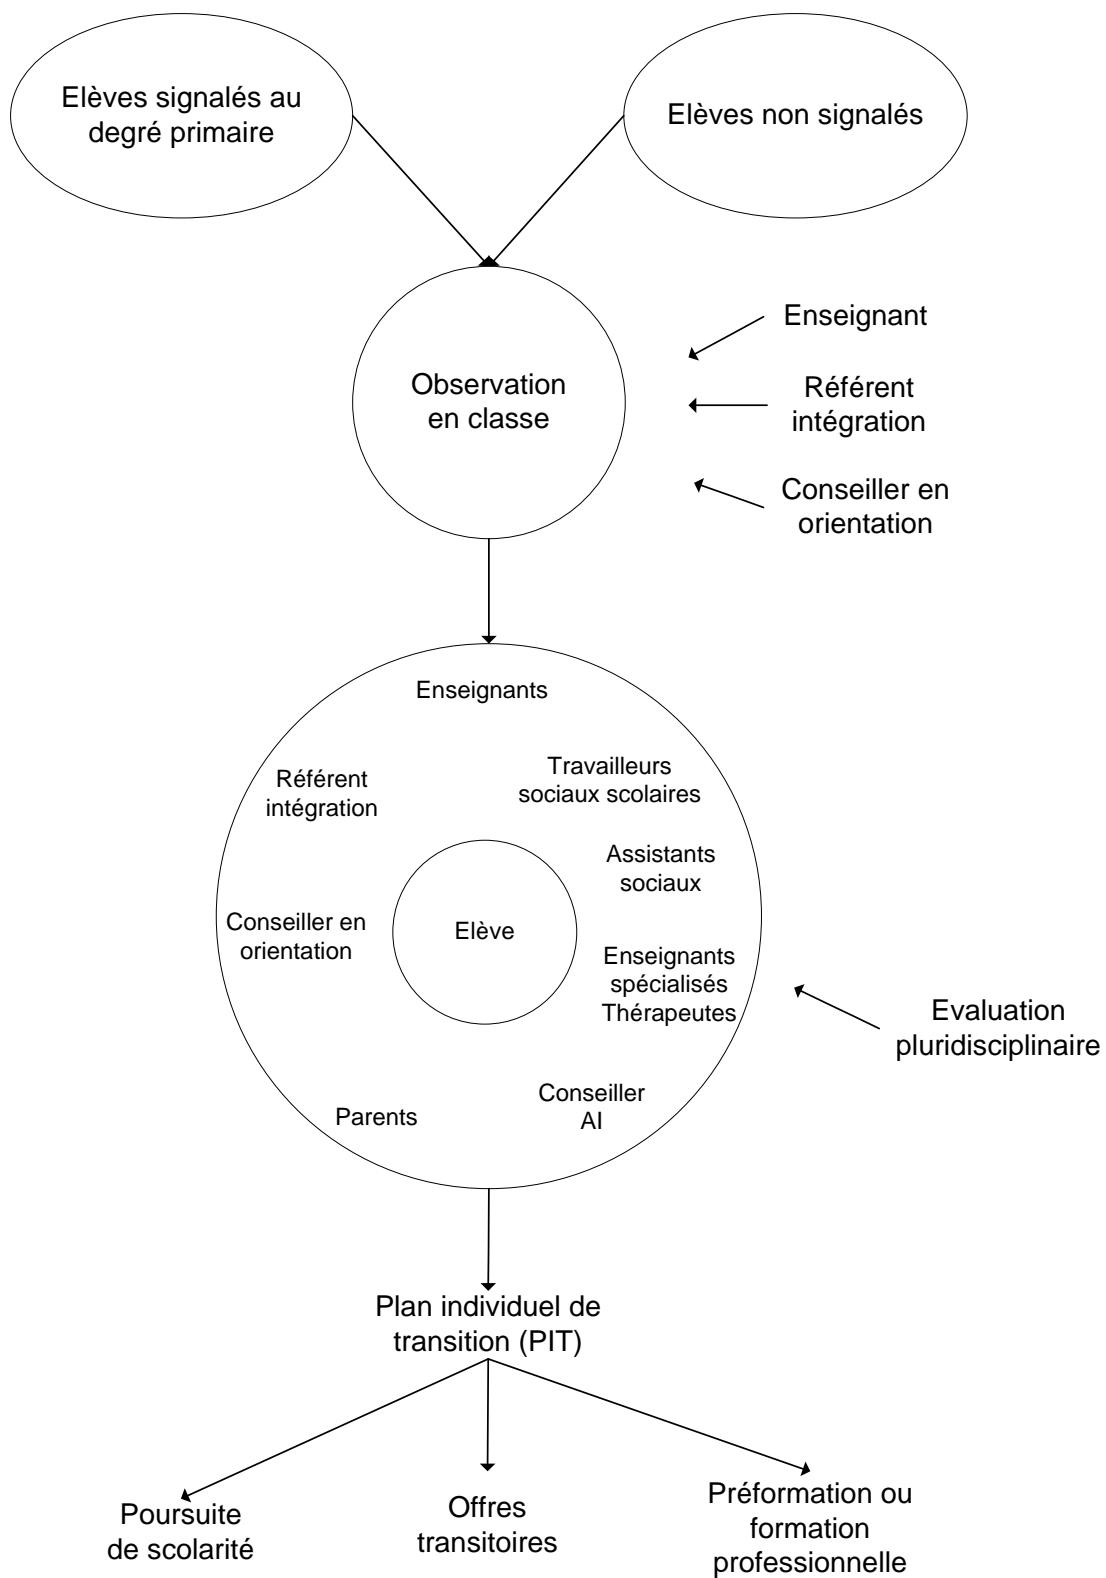 Elèves signalés au
degré primaire
Elèves non signalés
Observation
en classe
Enseignant
Référent
intégration
Conseiller en
orientation
Enseignants
Référent
intégration
Travailleurs
sociaux scolaires
Assistants
sociaux
Conseiller en
orientation
Elève
Enseignants
spécialisés
Thérapeutes
Evaluation
pluridisciplinaire
Parents
Conseiller
AI
Plan individuel de
transition (PIT)
Poursuite
de scolarité
Offres
transitoires
Préformation ou
formation
professionnelle